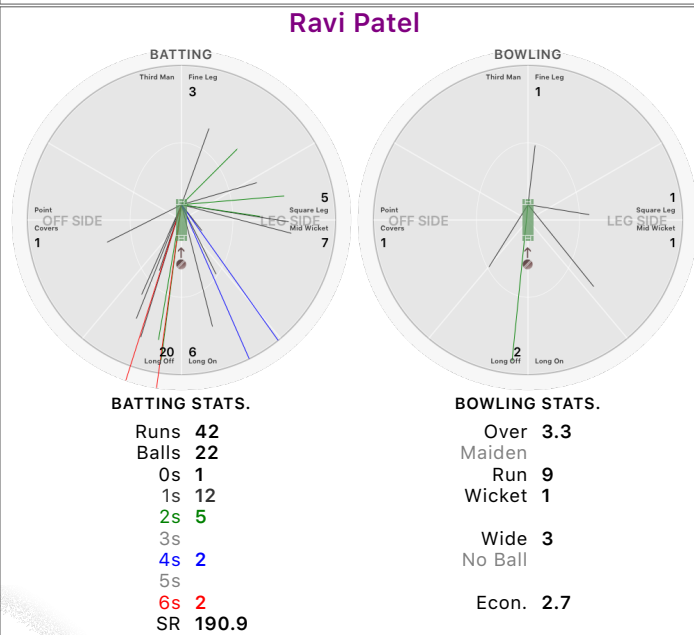 Ravi Patel
BATTING
Third Man Fine Leg
3
OFF SIDE
LEG SIDE
Point
Covers
1
5
Square Leg
Mid Wicket
7
20 6
Long Off Long On
BATTING STATS.
Runs 42
Balls 22
0s 1
1s 12
2s 5
3s
4s 2
5s
6s 2
SR 190.9
BOWLING
Third Man Fine Leg
1
OFF SIDE
LEG SIDE
Point
Covers
1
1
Square Leg
Mid Wicket
1
2
Long Off Long On
BOWLING STATS.
Over 3.3
Maiden
Run 9
Wicket 1
Wide 3
No Ball
Econ. 2.7